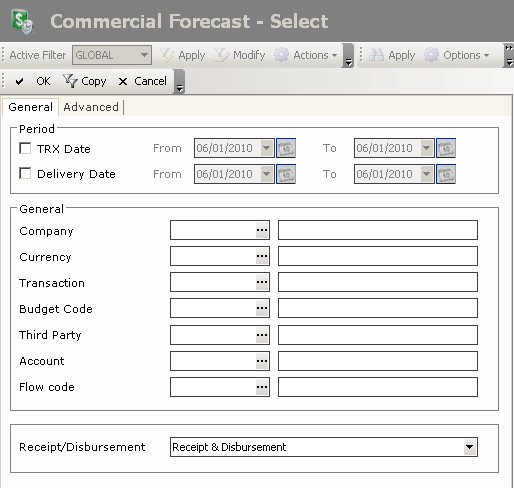 Commercial Forecast - Select
Active Filter GLOBAL Apply Modify Actions Apply Options
OK Copy Cancel
General Advanced
Period
TRX Date From 06/01/2010 To 06/01/2010
Delivery Date From 06/01/2010 To 06/01/2010
General
Company
Currency
Transaction
Budget Code
Third Party
Account
Flow code
Receipt/Disbursement Receipt & Disbursement